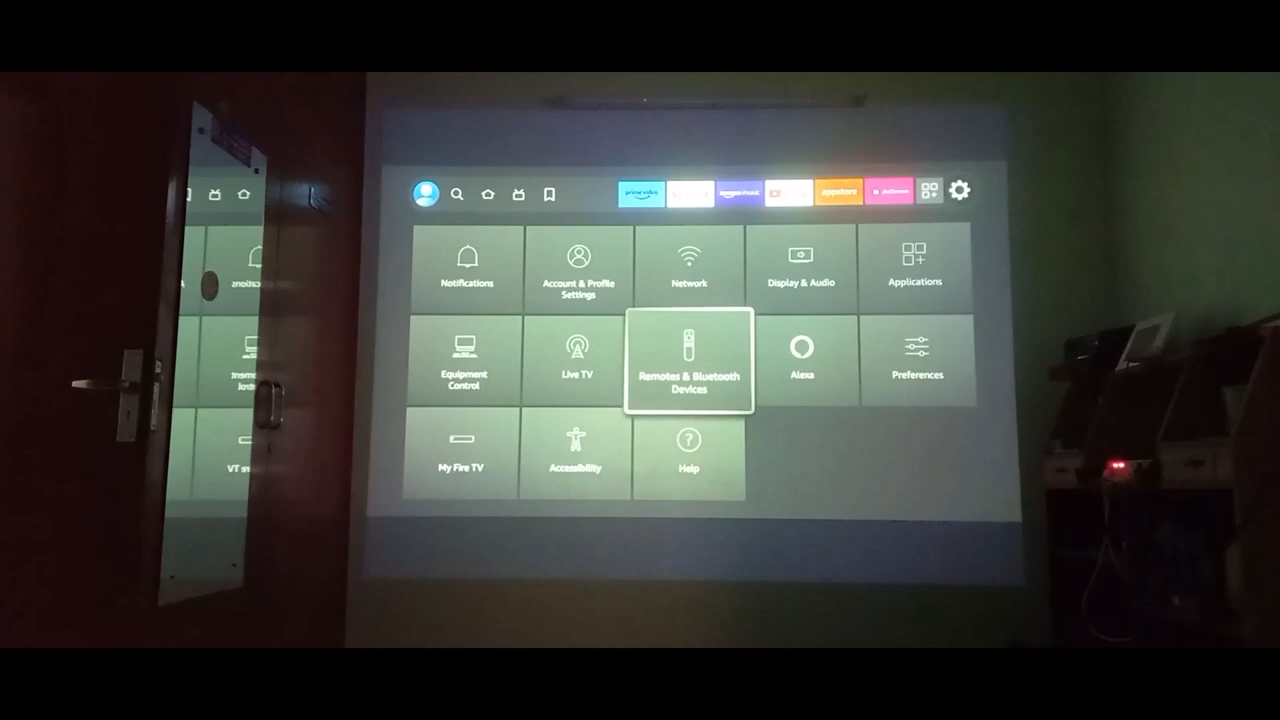 prime video
amazon music
appstore
Notifications
Account & Profile
Settings
Network
Display & Audio
Applications
Equipment
Control
Live TV
Remotes & Bluetooth
Devices
Alexa
Preferences
My Fire TV
Accessibility
Help